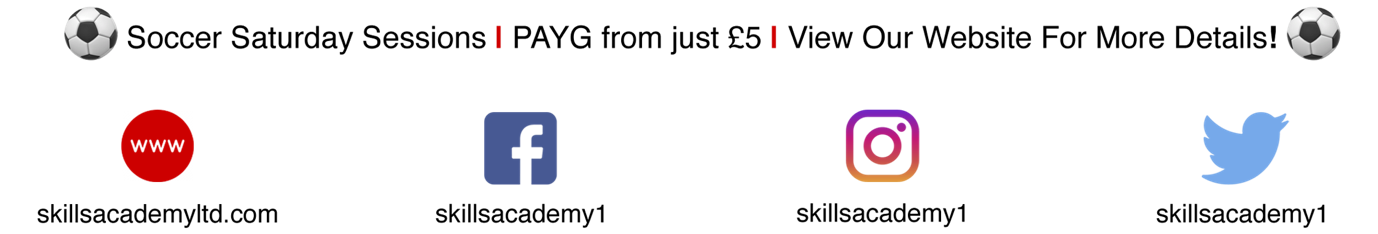 Soccer Saturday Sessions I PAYG from just £5 I View Our Website For More Details!
www
skillsacademyltd.com
skillsacademy1
skillsacademy1
skillsacademy1